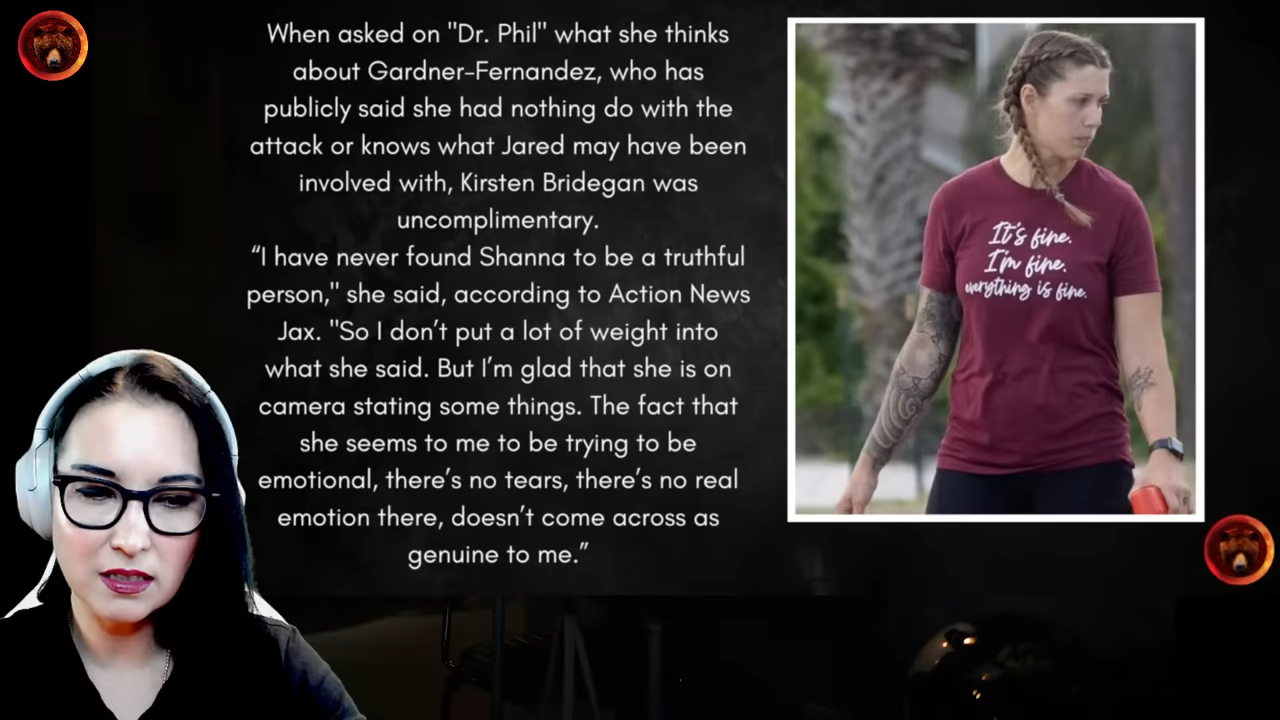 When asked on "Dr. Phil" what she thinks
about Gardner-Fernandez, who has
publicly said she had nothing do with the
attack or knows what Jared may have been
involved with, Kirsten Bridegan was
uncomplimentary.
“I have never found Shanna to be a truthful
person," she said, according to Action News
Jax. "So I don’t put a lot of weight into
what she said. But I’m glad that she is on
camera stating some things. The fact that
she seems to me to be trying to be
emotional, there’s no tears, there’s no real
emotion there, doesn’t come across as
genuine to me.”
It's fine.
I'm fine.
everything is fine.